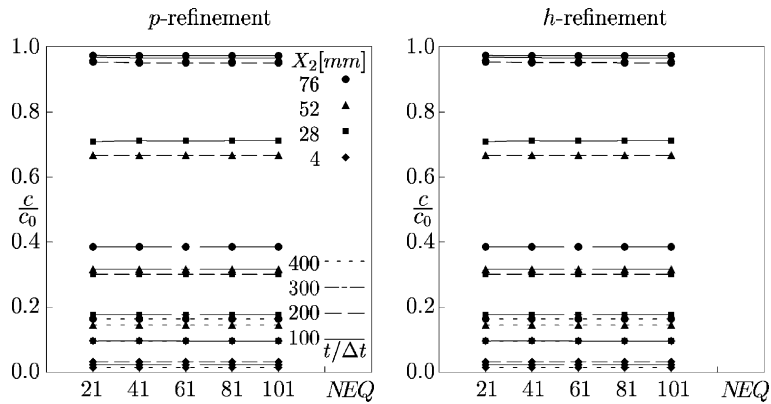 p-refinement
1.0
0.8
0.6
c/c₀
0.4
0.2
0.0
X₂[mm]
76
52
28
4
400
300
200
100
t/Δt
21 41 61 81 101 NEQ
h-refinement
1.0
0.8
0.6
c/c₀
0.4
0.2
0.0
21 41 61 81 101 NEQ